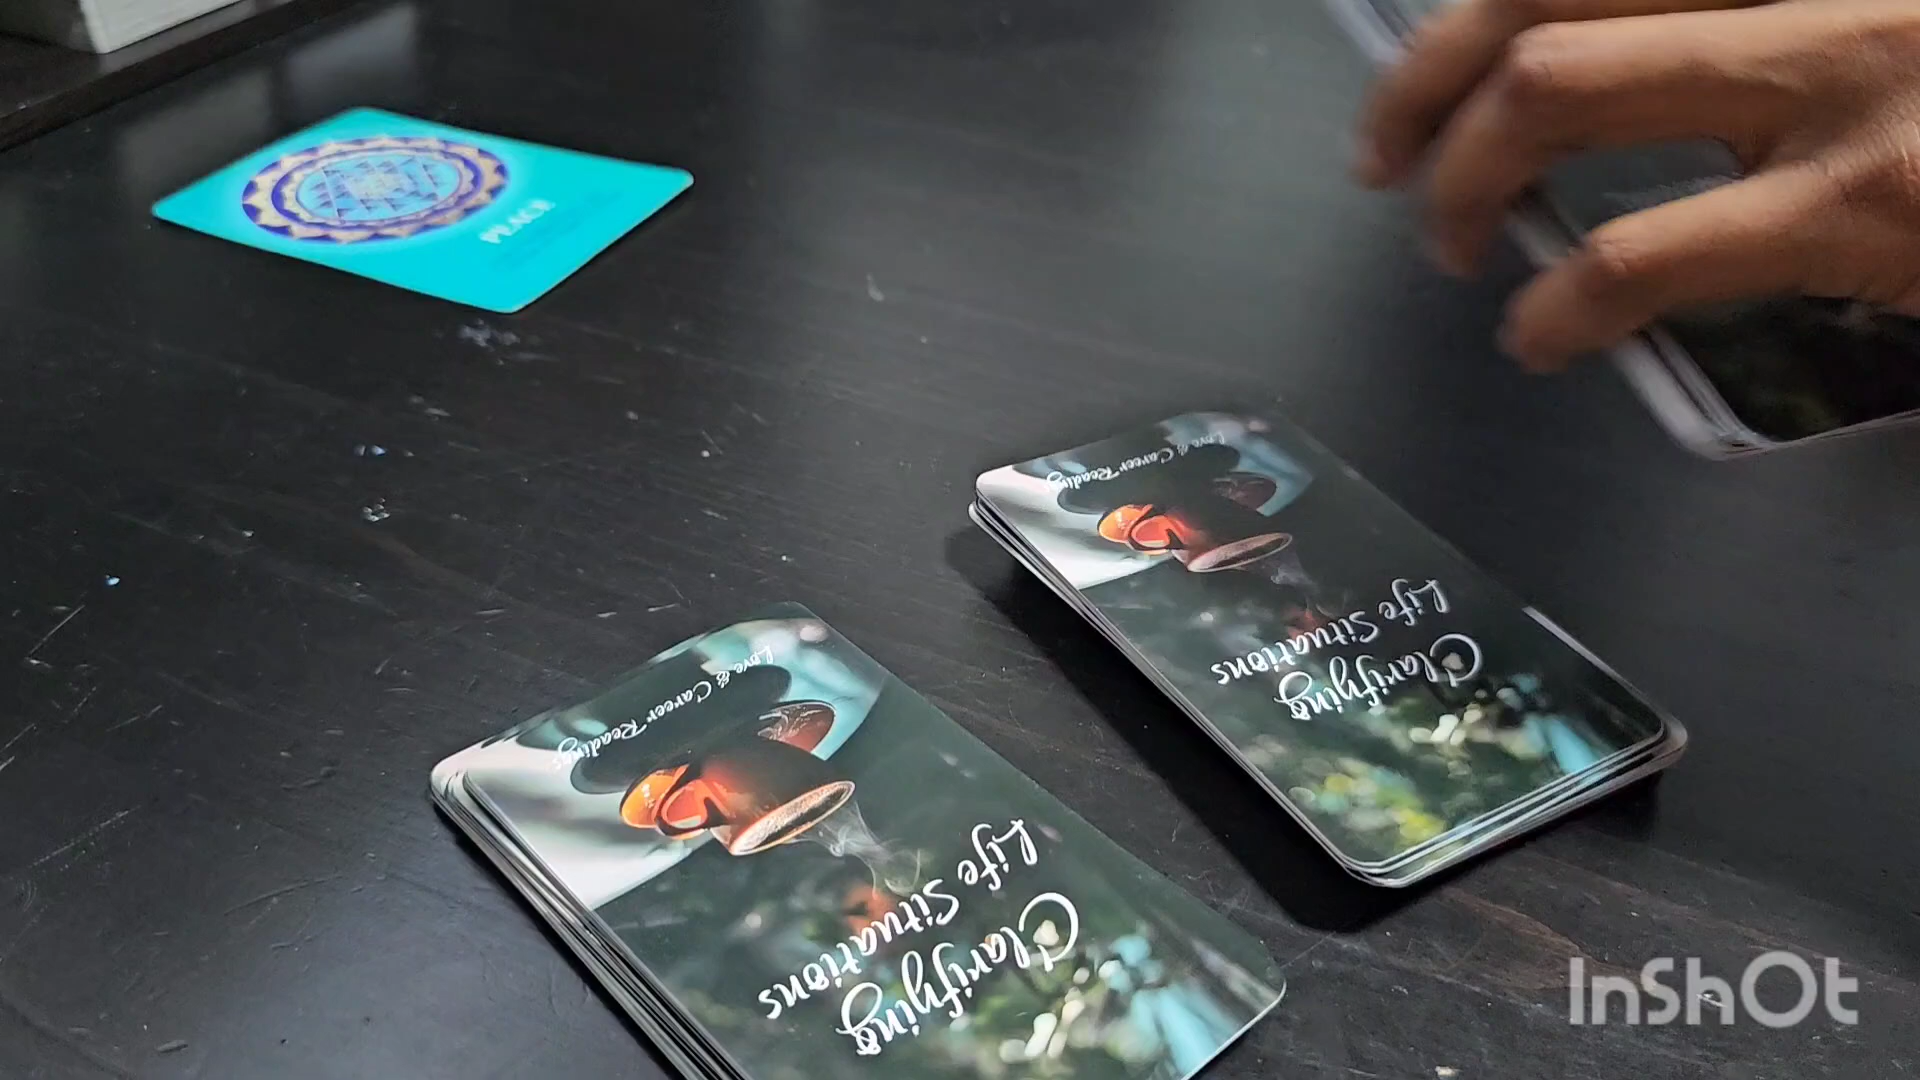 PEACE
Clarifying
Life Situations
Love & Career Readings
Clarifying
Life Situations
Love & Career Readings
InShOt